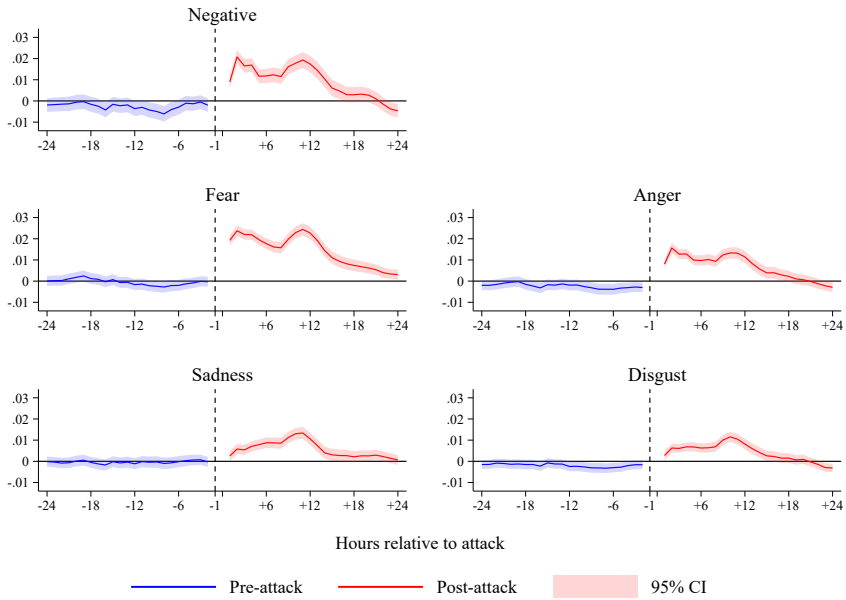 Negative
.03
.02
.01
0
-.01
-24 -18 -12 -6 -1 +6 +12 +18 +24
Fear
.03
.02
.01
0
-.01
-24 -18 -12 -6 -1 +6 +12 +18 +24
Anger
.03
.02
.01
0
-.01
-24 -18 -12 -6 -1 +6 +12 +18 +24
Sadness
.03
.02
.01
0
-.01
-24 -18 -12 -6 -1 +6 +12 +18 +24
Disgust
.03
.02
.01
0
-.01
-24 -18 -12 -6 -1 +6 +12 +18 +24
Hours relative to attack
Pre-attack Post-attack 95% CI